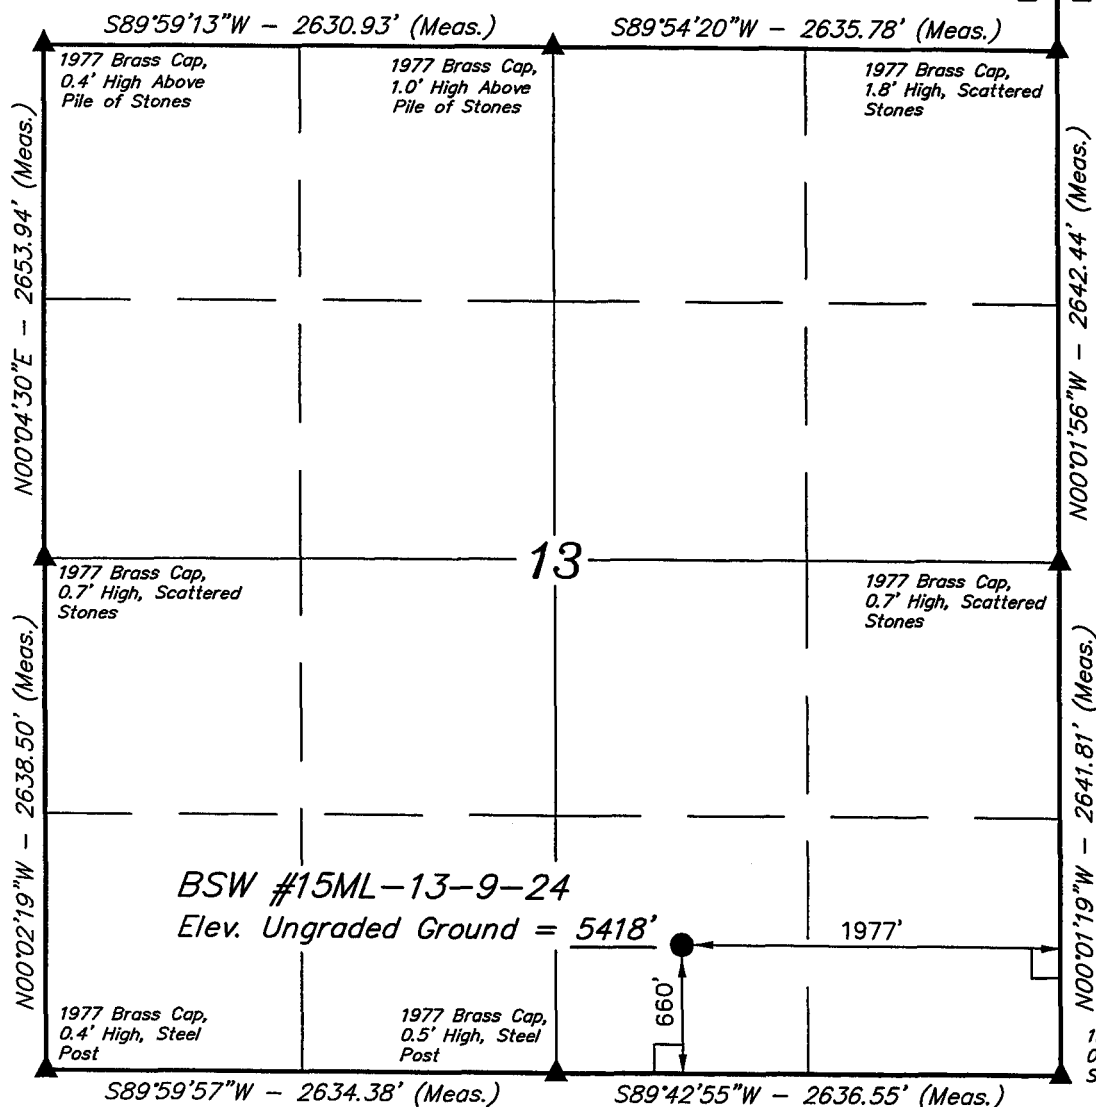 S89°59'13"W - 2630.93' (Meas.)
S89°54'20"W - 2635.78' (Meas.)
1977 Brass Cap,
0.4' High Above
Pile of Stones
1977 Brass Cap,
1.0' High Above
Pile of Stones
1977 Brass Cap,
1.8' High, Scattered
Stones
N00°04'30"E - 2653.94' (Meas.)
N00°01'56"W - 2642.44' (Meas.)
13
1977 Brass Cap,
0.7' High, Scattered
Stones
1977 Brass Cap,
0.7' High, Scattered
Stones
N00°02'19"W - 2638.50' (Meas.)
N00°01'19"W - 2641.81' (Meas.)
BSW #15ML-13-9-24
Elev. Ungraded Ground = 5418'
1977'
660'
1977 Brass Cap,
0.4' High, Steel
Post
1977 Brass Cap,
0.5' High, Steel
Post
S89°59'57"W - 2634.38' (Meas.)
S89°42'55"W - 2636.55' (Meas.)